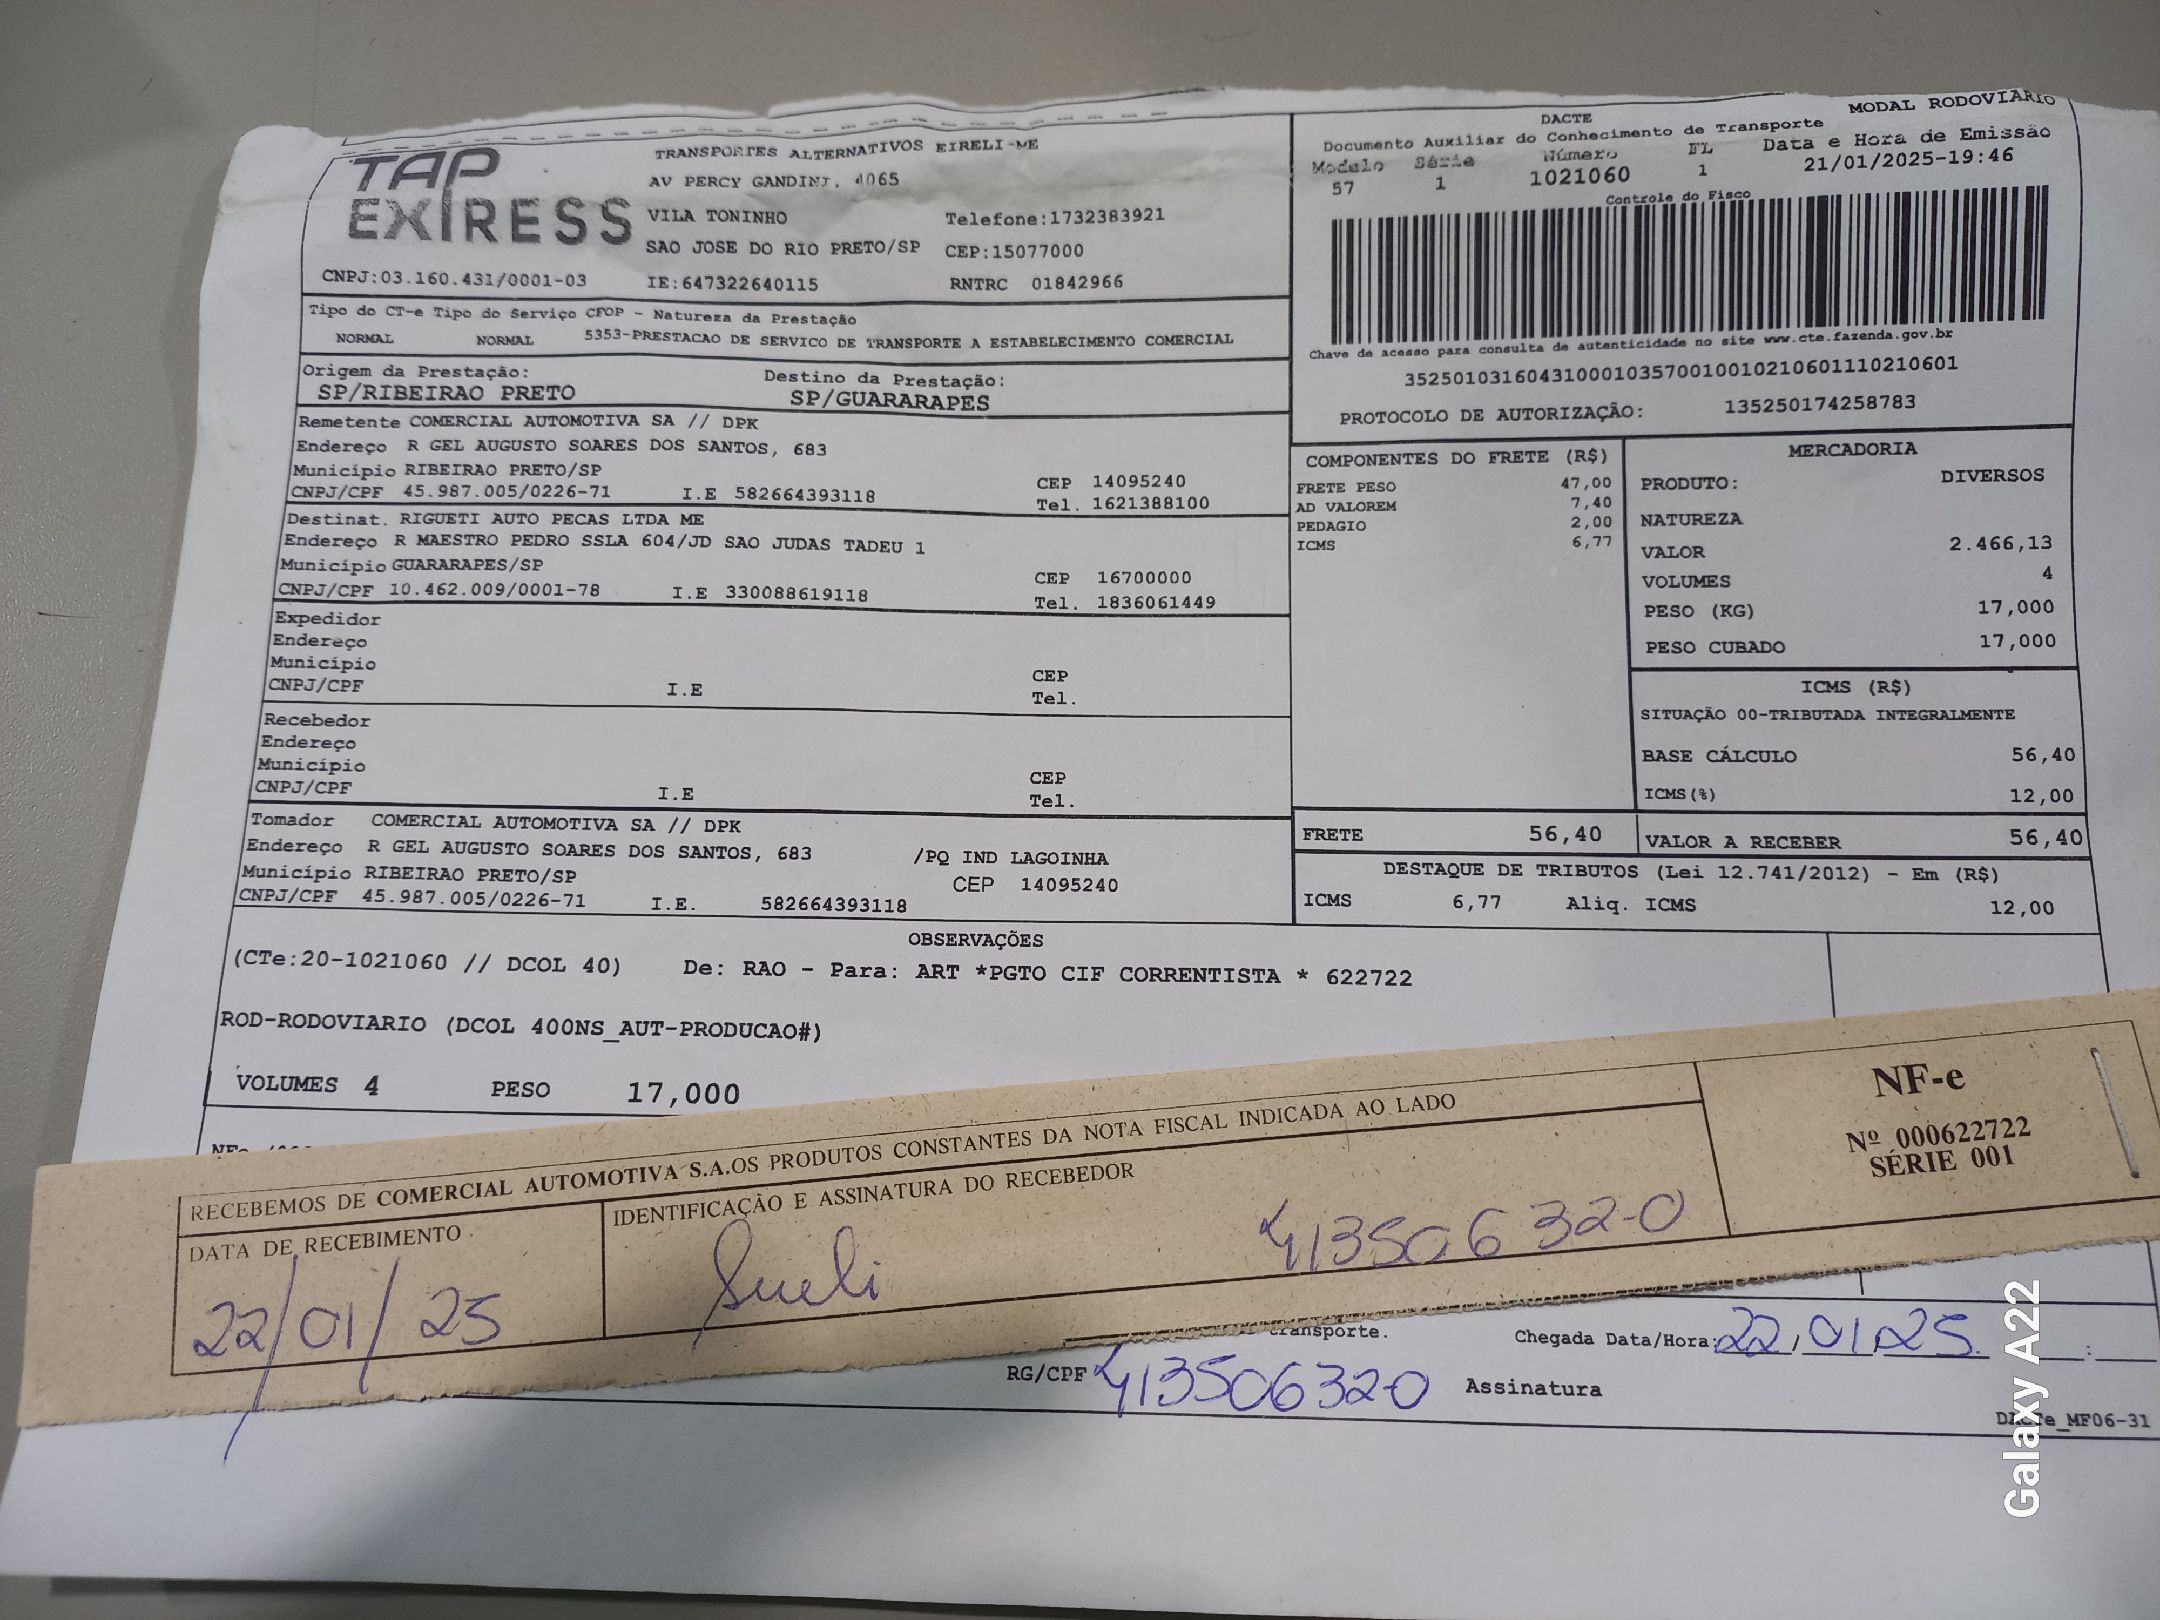 TAP
EXPRESS
TRANSPORTES ALTERNATIVOS EIRELI-ME
AV PERCY GANDINI, 4065
VILA TONINHO Telefone:1732383921
SAO JOSE DO RIO PRETO/SP CEP:15077000
CNPJ:03.160.431/0001-03 IE:647322640115 RNTRC 01842966
DACTE MODAL RODOVIARIO
Documento Auxiliar do Conhecimento de Transporte
Modelo Série Número FL Data e Hora de Emissão
57 1 1021060 1 21/01/2025-19:46
Controle do Fisco
Chave de acesso para consulta de autenticidade no site www.cte.fazenda.gov.br
35250103160431000103570010010210601110210601
PROTOCOLO DE AUTORIZAÇÃO: 135250174258783
Tipo do CT-e Tipo do Serviço CFOP - Natureza da Prestação
NORMAL NORMAL 5353-PRESTACAO DE SERVICO DE TRANSPORTE A ESTABELECIMENTO COMERCIAL
Origem da Prestação: Destino da Prestação:
SP/RIBEIRAO PRETO SP/GUARARAPES
Remetente COMERCIAL AUTOMOTIVA SA // DPK
Endereço R GEL AUGUSTO SOARES DOS SANTOS, 683
Município RIBEIRAO PRETO/SP CEP 14095240
CNPJ/CPF 45.987.005/0226-71 I.E 582664393118 Tel. 1621388100
Destinat. RIGUETI AUTO PECAS LTDA ME
Endereço R MAESTRO PEDRO SSLA 604/JD SAO JUDAS TADEU 1
Município GUARARAPES/SP CEP 16700000
CNPJ/CPF 10.462.009/0001-78 I.E 330088619118 Tel. 1836061449
Expedidor
Endereço
Município CEP
CNPJ/CPF I.E Tel.
Recebedor
Endereço
Município CEP
CNPJ/CPF I.E Tel.
Tomador COMERCIAL AUTOMOTIVA SA // DPK
Endereço R GEL AUGUSTO SOARES DOS SANTOS, 683 /PQ IND LAGOINHA
Município RIBEIRAO PRETO/SP CEP 14095240
CNPJ/CPF 45.987.005/0226-71 I.E. 582664393118
COMPONENTES DO FRETE (R$)
FRETE PESO 47,00
AD VALOREM 7,40
PEDAGIO 2,00
ICMS 6,77
MERCADORIA
PRODUTO: DIVERSOS
NATUREZA
VALOR 2.466,13
VOLUMES 4
PESO (KG) 17,000
PESO CUBADO 17,000
ICMS (R$)
SITUAÇÃO 00-TRIBUTADA INTEGRALMENTE
BASE CÁLCULO 56,40
ICMS(%) 12,00
FRETE 56,40 VALOR A RECEBER 56,40
DESTAQUE DE TRIBUTOS (Lei 12.741/2012) - Em (R$)
ICMS 6,77 Aliq. ICMS 12,00
OBSERVAÇÕES
(CTe:20-1021060 // DCOL 40) De: RAO - Para: ART *PGTO CIF CORRENTISTA * 622722
ROD-RODOVIARIO (DCOL 400NS_AUT-PRODUCAO#)
VOLUMES 4 PESO 17,000
RECEBEMOS DE COMERCIAL AUTOMOTIVA S.A.OS PRODUTOS CONSTANTES DA NOTA FISCAL INDICADA AO LADO
DATA DE RECEBIMENTO IDENTIFICAÇÃO E ASSINATURA DO RECEBEDOR
22/01/25 Sueli 413506320
NF-e
Nº 000622722
SÉRIE 001
transporte. Chegada Data/Hora: 22/01/25 :
RG/CPF 413506320 Assinatura
DACTe_MF06-31
Galaxy A22